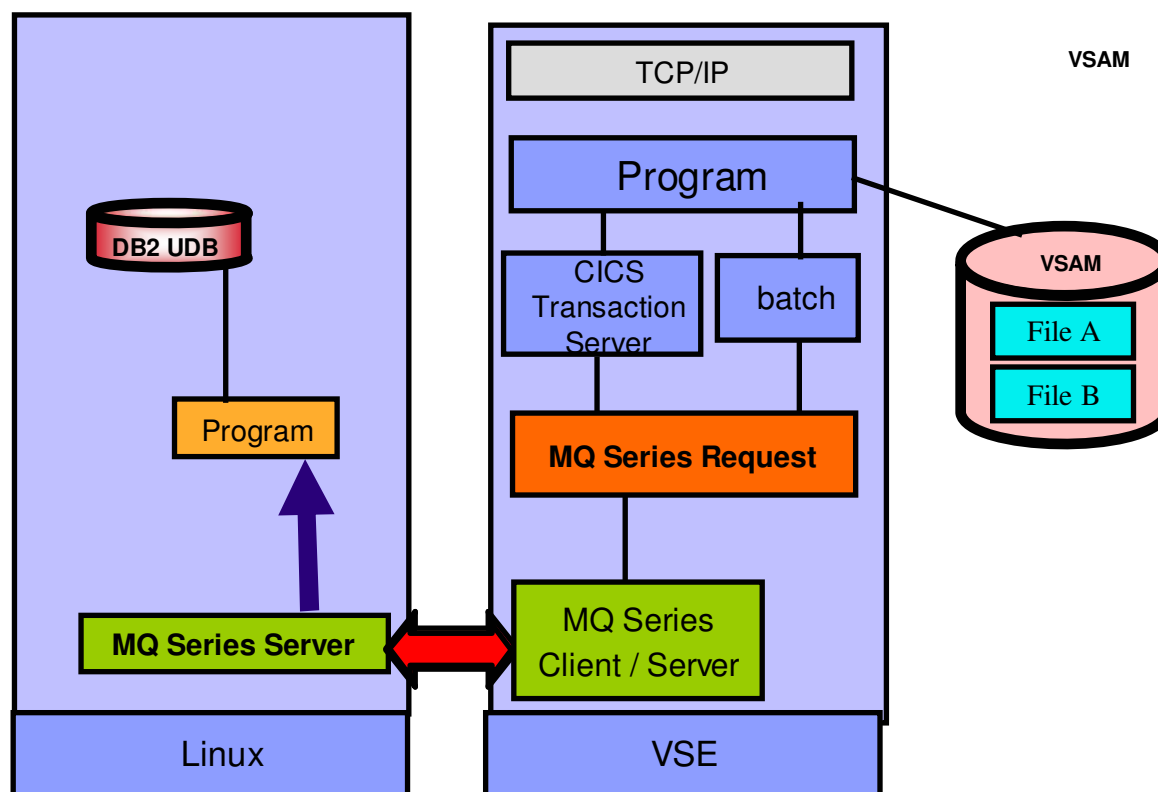 TCP/IP
VSAM
Program
DB2 UDB
CICS
Transaction
Server
batch
VSAM
File A
File B
Program
MQ Series Request
MQ Series Server
MQ Series
Client / Server
Linux
VSE